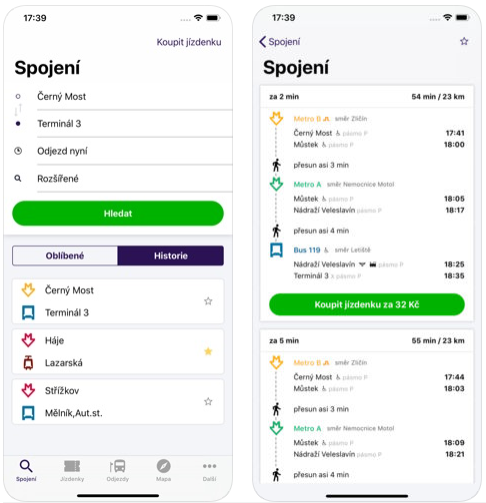 17:39
Koupit jízdenku
Spojení
Černý Most
Terminál 3
Odjezd nyní
Rozšířené
Hledat
Oblíbené
Historie
Černý Most
Terminál 3
Háje
Lazarská
Střížkov
Mělník,Aut.st.
Spojení
Jízdenky
Odjezdy
Mapa
Další
17:39
Spojení
Spojení
za 2 min 54 min / 23 km
Metro B směr Zličín
Černý Most pásmo P 17:41
Můstek pásmo P 18:00
přesun asi 3 min
Metro A směr Nemocnice Motol
Můstek pásmo P 18:05
Nádraží Veleslavín pásmo P 18:17
přesun asi 4 min
Bus 119 směr Letiště
Nádraží Veleslavín pásmo P 18:25
Terminál 3 pásmo P 18:35
Koupit jízdenku za 32 Kč
za 5 min 55 min / 23 km
Metro B směr Zličín
Černý Most pásmo P 17:44
Můstek pásmo P 18:03
přesun asi 3 min
Metro A směr Nemocnice Motol
Můstek pásmo P 18:09
Nádraží Veleslavín pásmo P 18:21
přesun asi 4 min